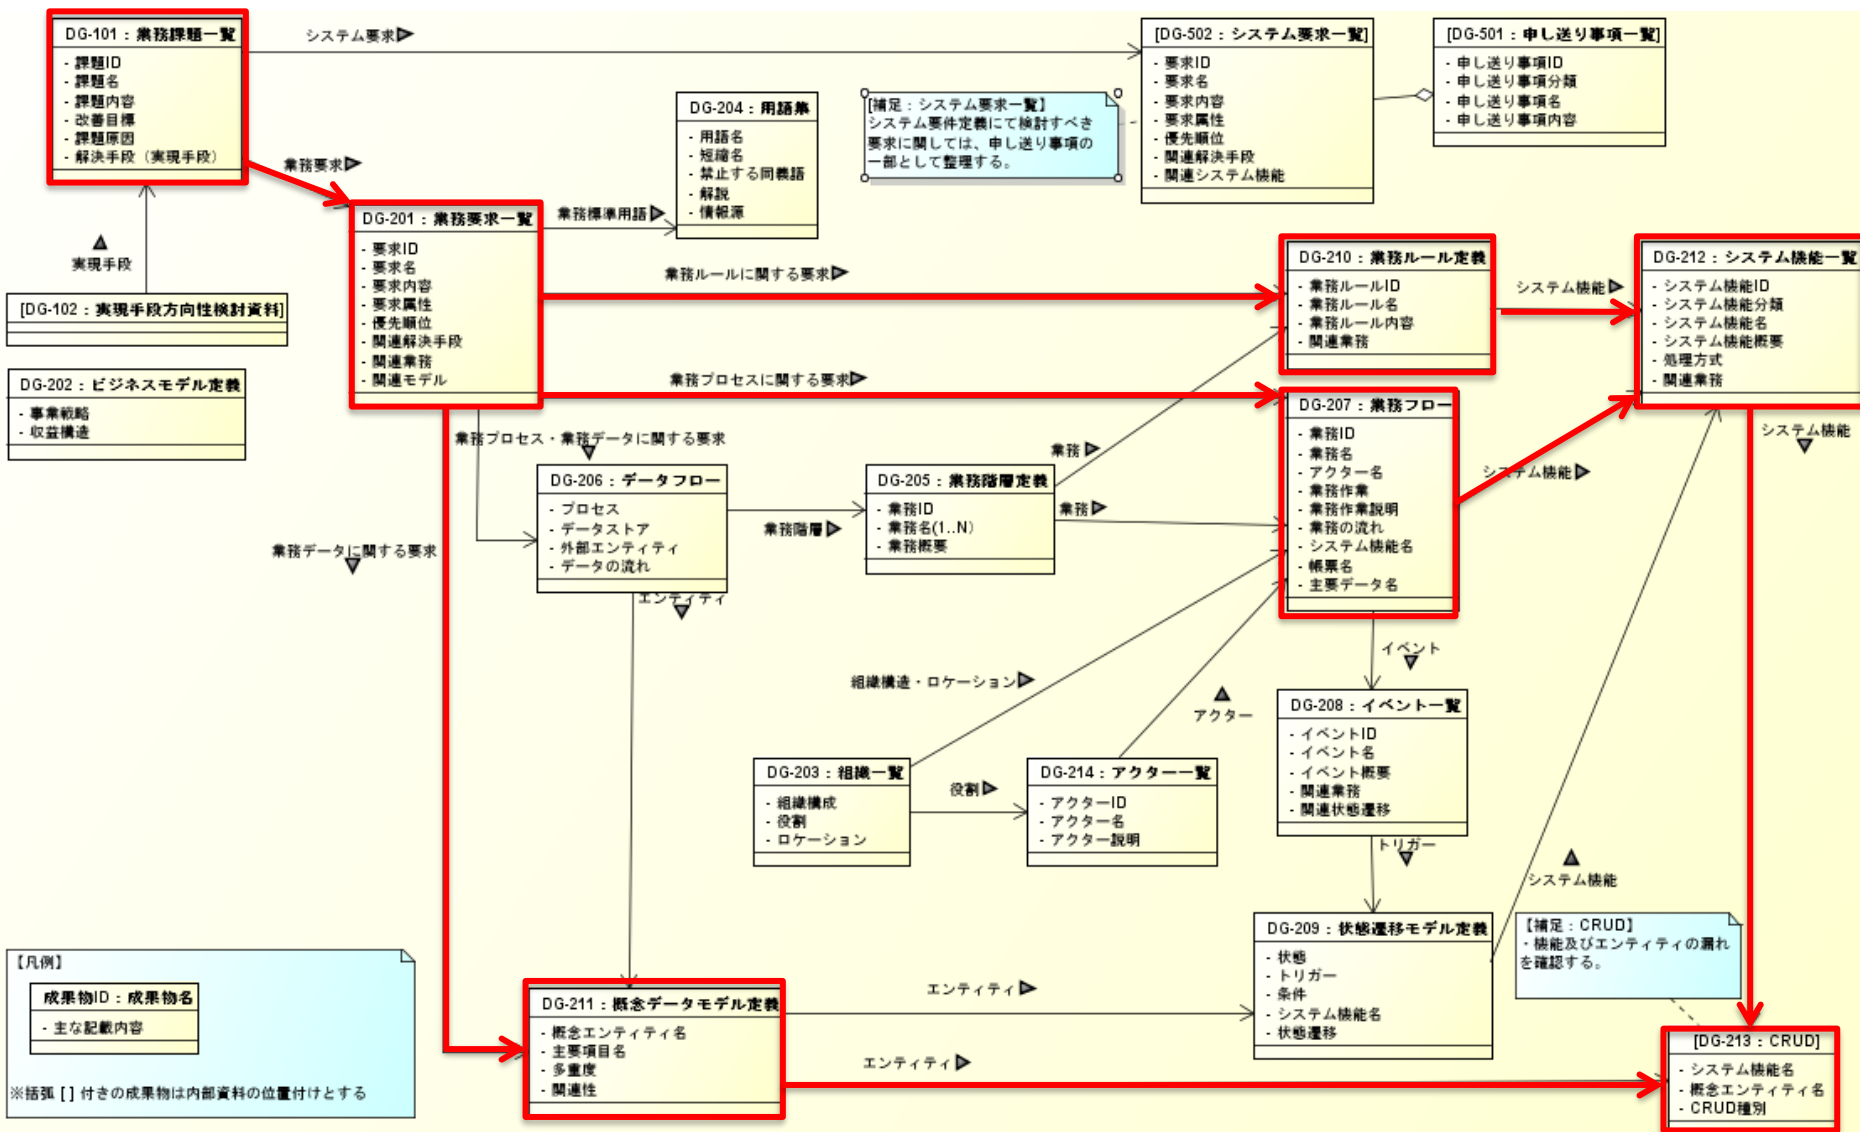 DG-101：業務課題一覧
- 課題ID
- 課題名
- 課題内容
- 改善目標
- 課題原因
- 解決手段（実現手段）
システム要求
[DG-502：システム要求一覧]
- 要求ID
- 要求名
- 要求内容
- 要求属性
- 優先順位
- 関連解決手段
- 関連システム機能
[DG-501：申し送り事項一覧]
- 申し送り事項ID
- 申し送り事項分類
- 申し送り事項名
- 申し送り事項内容
[補足：システム要求一覧】
システム要件定義にて検討すべき
要求に関しては、申し送り事項の
一部として整理する。
DG-204：用語集
- 用語名
- 短縮名
- 禁止する同義語
- 解説
- 情報源
業務要求
業務標準用語
DG-201：業務要求一覧
- 要求ID
- 要求名
- 要求内容
- 要求属性
- 優先順位
- 関連解決手段
- 関連業務
- 関連モデル
実現手段
[DG-102：実現手段方向性検討資料]
DG-202：ビジネスモデル定義
- 事業戦略
- 収益構造
業務ルールに関する要求
DG-210：業務ルール定義
- 業務ルールID
- 業務ルール名
- 業務ルール内容
- 関連業務
システム機能
DG-212：システム機能一覧
- システム機能ID
- システム機能分類
- システム機能名
- システム機能概要
- 処理方式
- 関連業務
業務プロセスに関する要求
DG-207：業務フロー
- 業務ID
- 業務名
- アクター名
- 業務作業
- 業務作業説明
- 業務の流れ
- システム機能名
- 帳票名
- 主要データ名
システム機能
システム機能
業務プロセス・業務データに関する要求
DG-206：データフロー
- プロセス
- データストア
- 外部エンティティ
- データの流れ
業務階層
DG-205：業務階層定義
- 業務ID
- 業務名(1..N）
- 業務概要
業務
業務
業務データに関する要求
エンティティ
イベント
組織構造・ロケーション
アクター
DG-208：イベント一覧
- イベントID
- イベント名
- イベント概要
- 関連業務
- 関連状態遷移
DG-203：組織一覧
- 組織構成
- 役割
- ロケーション
役割
DG-214：アクター一覧
- アクターID
- アクター名
- アクター説明
トリガー
システム機能
DG-209：状態遷移モデル定義
- 状態
- トリガー
- 条件
- システム機能名
- 状態遷移
【補足：CRUD】
・機能及びエンティティの漏れ
を確認する。
【凡例】
成果物ID：成果物名
- 主な記載内容
※括弧 [ ] 付きの成果物は内部資料の位置付けとする
DG-211：概念データモデル定義
- 概念エンティティ名
- 主要項目名
- 多重度
- 関連性
エンティティ
エンティティ
[DG-213：CRUD]
- システム機能名
- 概念エンティティ名
- CRUD種別